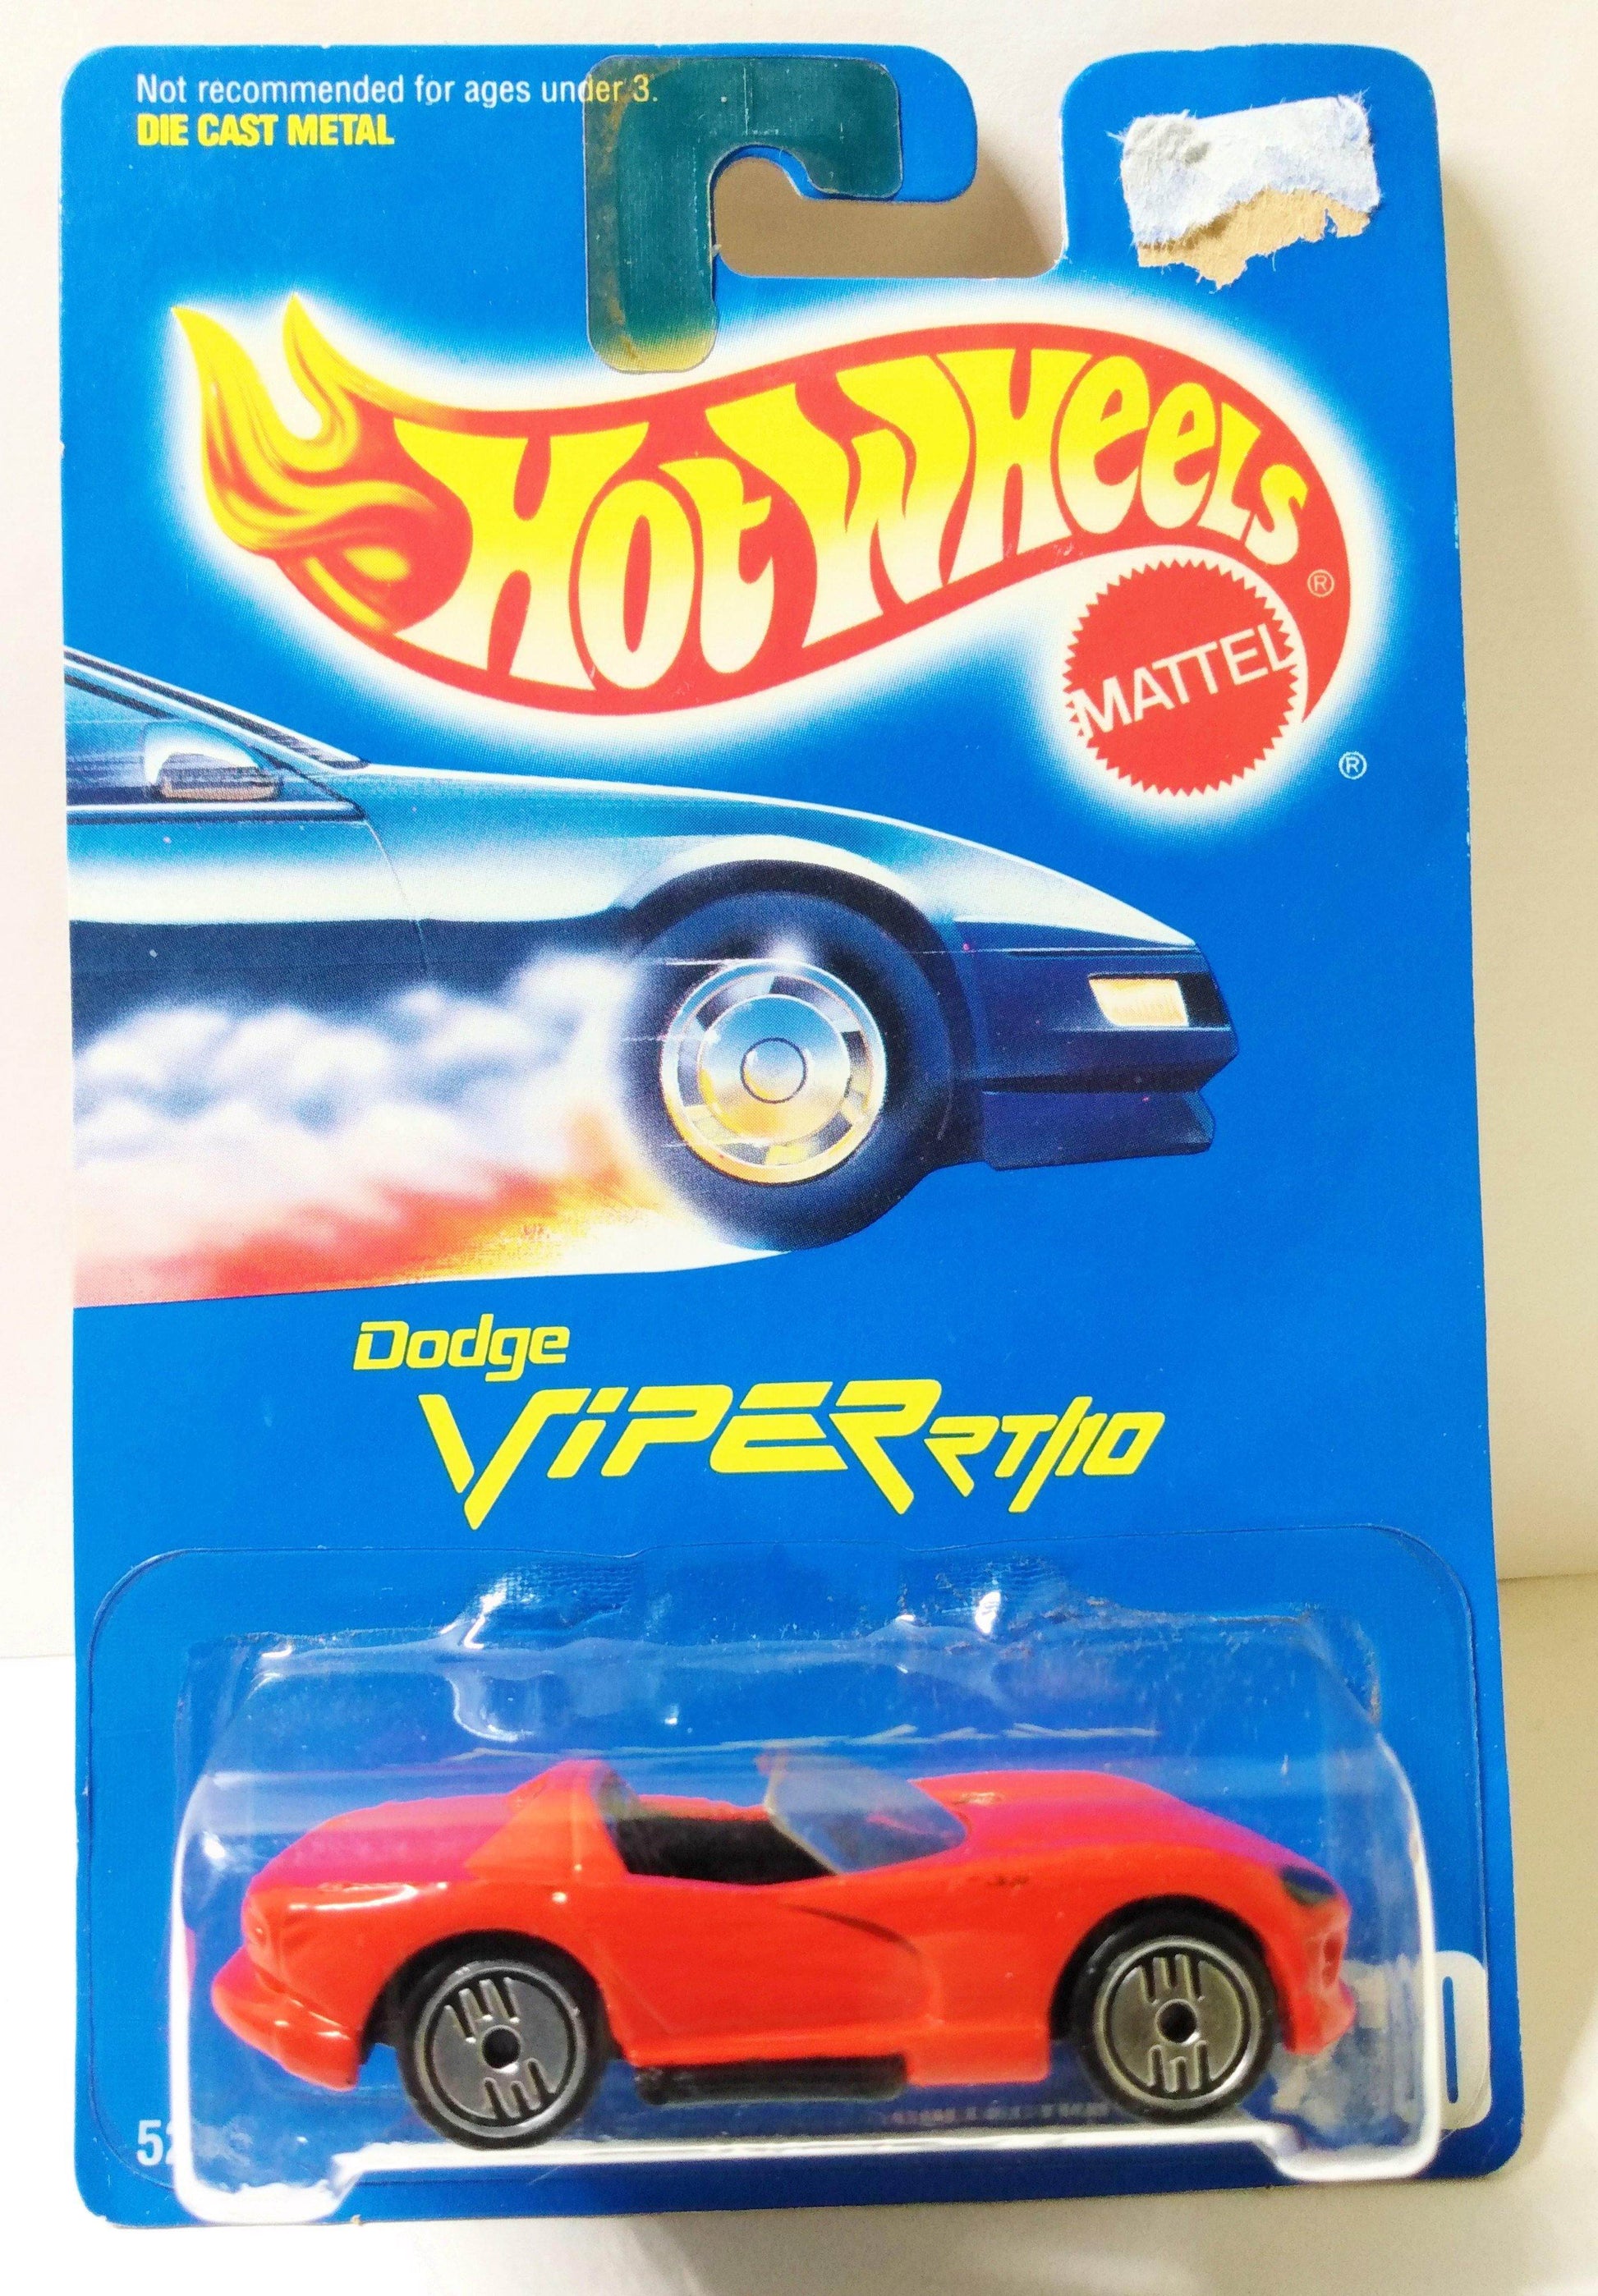 Not recommended for ages under 3.
DIE CAST METAL
HOT WHEELS ®
MATTEL
®
Dodge
VIPER RT/10